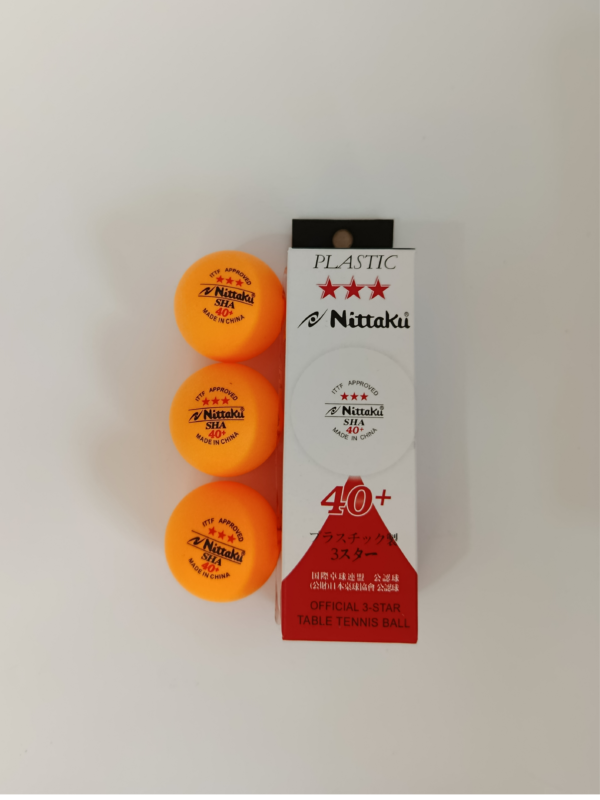 ITTF APPROVED
Nittaku
SHA
40+
MADE IN CHINA
ITTF APPROVED
Nittaku
SHA
40+
MADE IN CHINA
ITTF APPROVED
Nittaku
SHA
40+
MADE IN CHINA
PLASTIC
Nittaku
ITTF APPROVED
Nittaku
SHA
40+
MADE IN CHINA
40+
プラスチック製
3スター
国際卓球連盟 公認球
(公財)日本卓球協會 公認球
OFFICIAL 3-STAR
TABLE TENNIS BALL